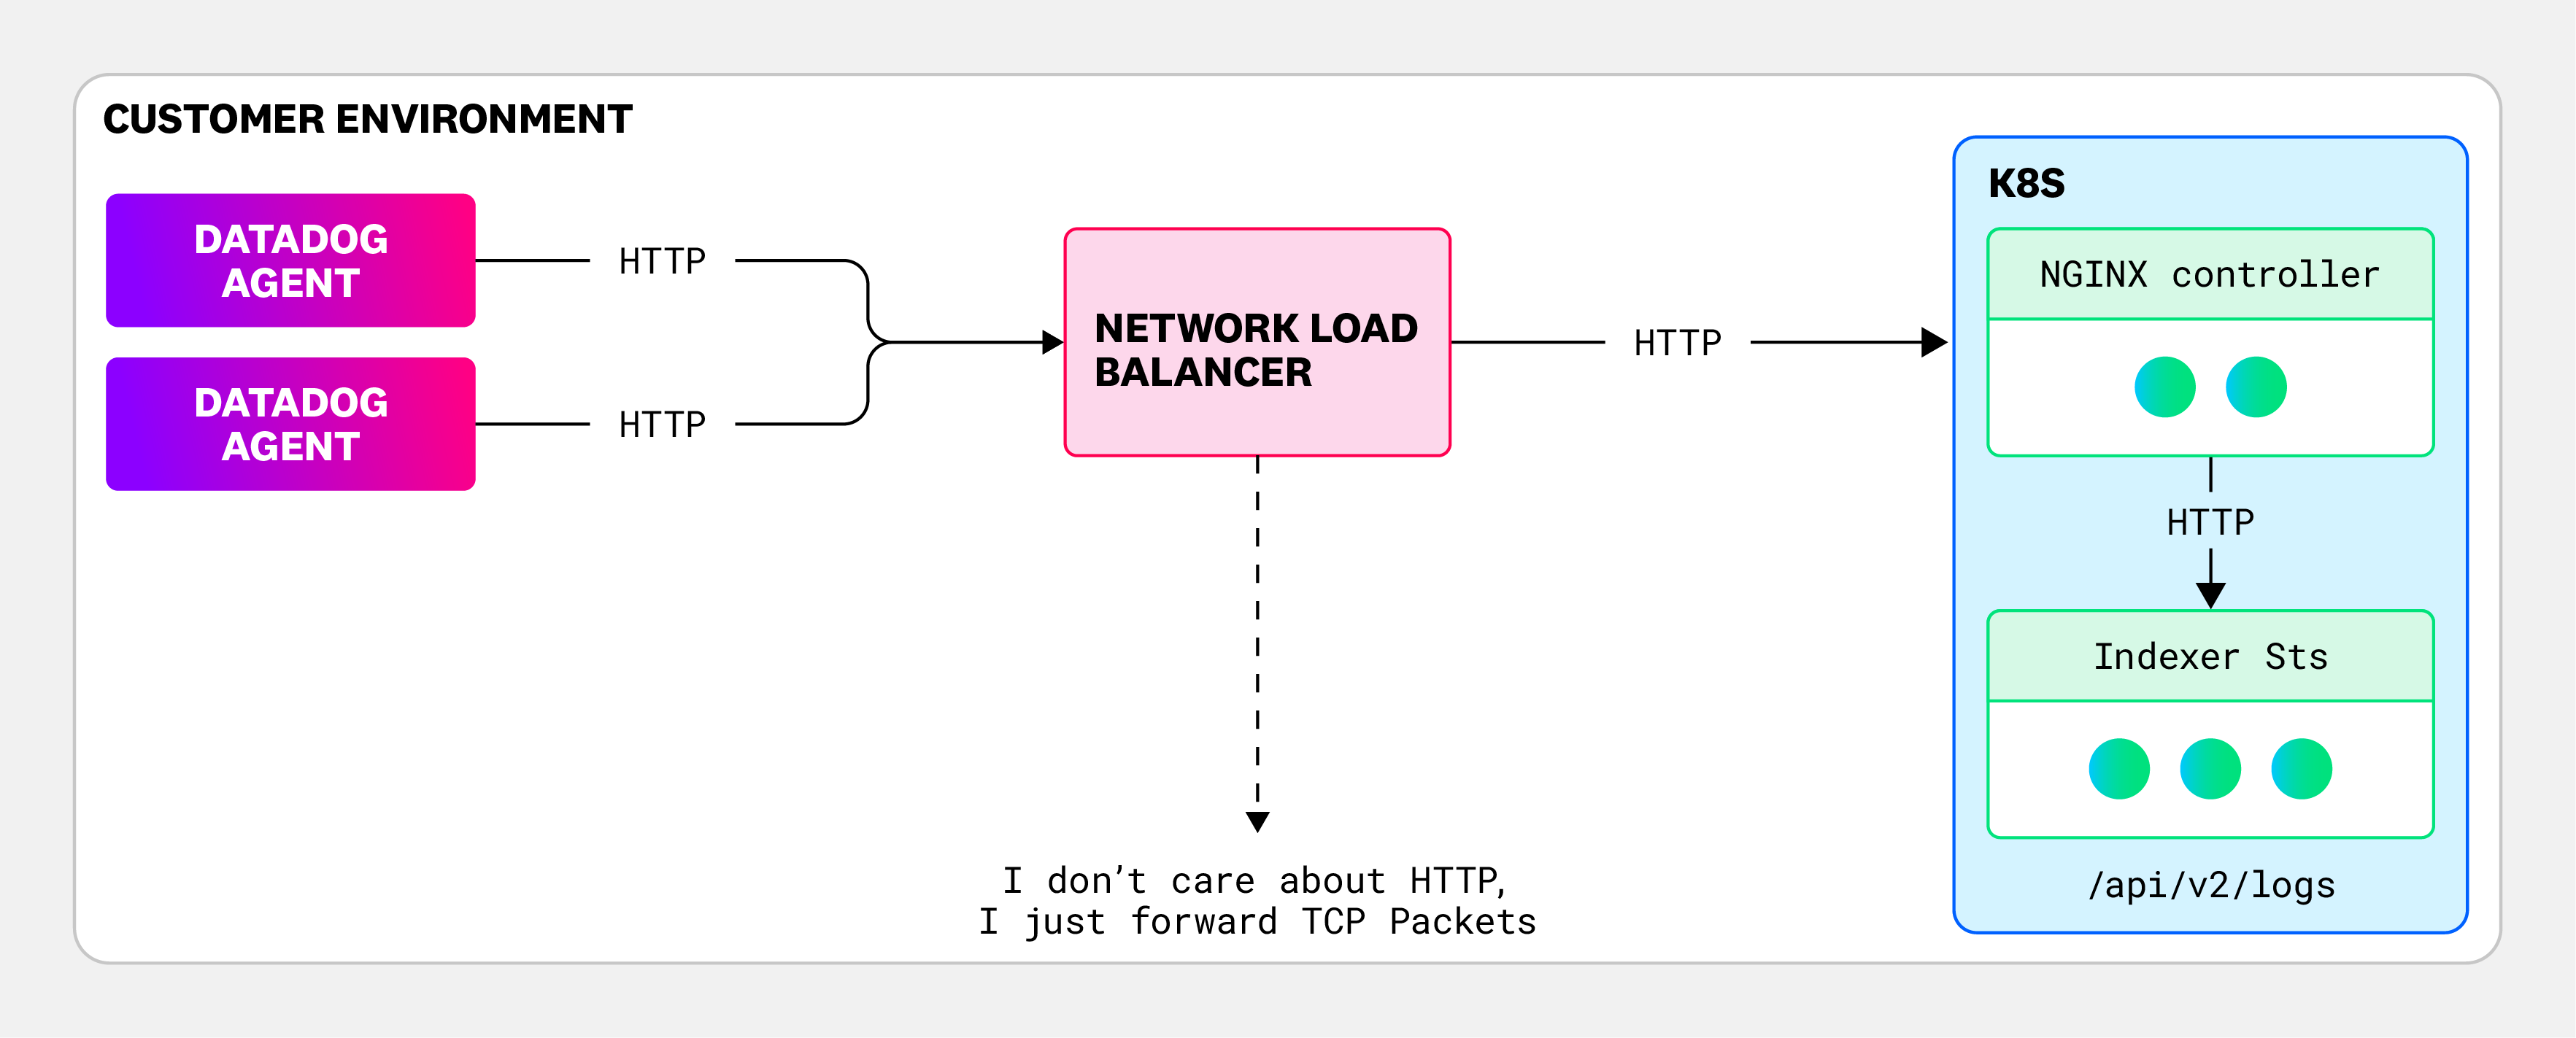 CUSTOMER ENVIRONMENT
DATADOG
AGENT
HTTP
DATADOG
AGENT
HTTP
NETWORK LOAD
BALANCER
HTTP
I don’t care about HTTP,
I just forward TCP Packets
K8S
NGINX controller
HTTP
Indexer Sts
/api/v2/logs